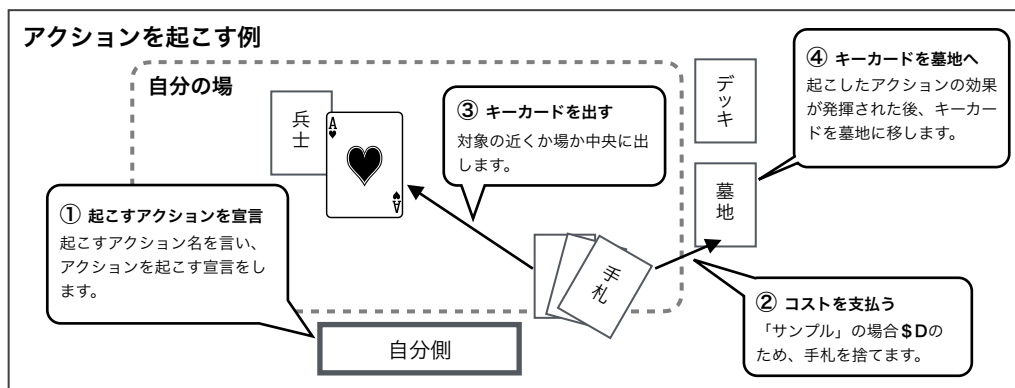 アクションを起こす例
自分の場
兵士
A
A
③ キーカードを出す
対象の近くか場か中央に出
します。
デッキ
④ キーカードを墓地へ
起こしたアクションの効果
が発揮された後、キーカー
ドを墓地に移します。
墓地
① 起こすアクションを宣言
起こすアクション名を言い、
アクションを起こす宣言をし
ます。
手札
② コストを支払う
「サンプル」の場合$Dの
ため、手札を捨てます。
自分側